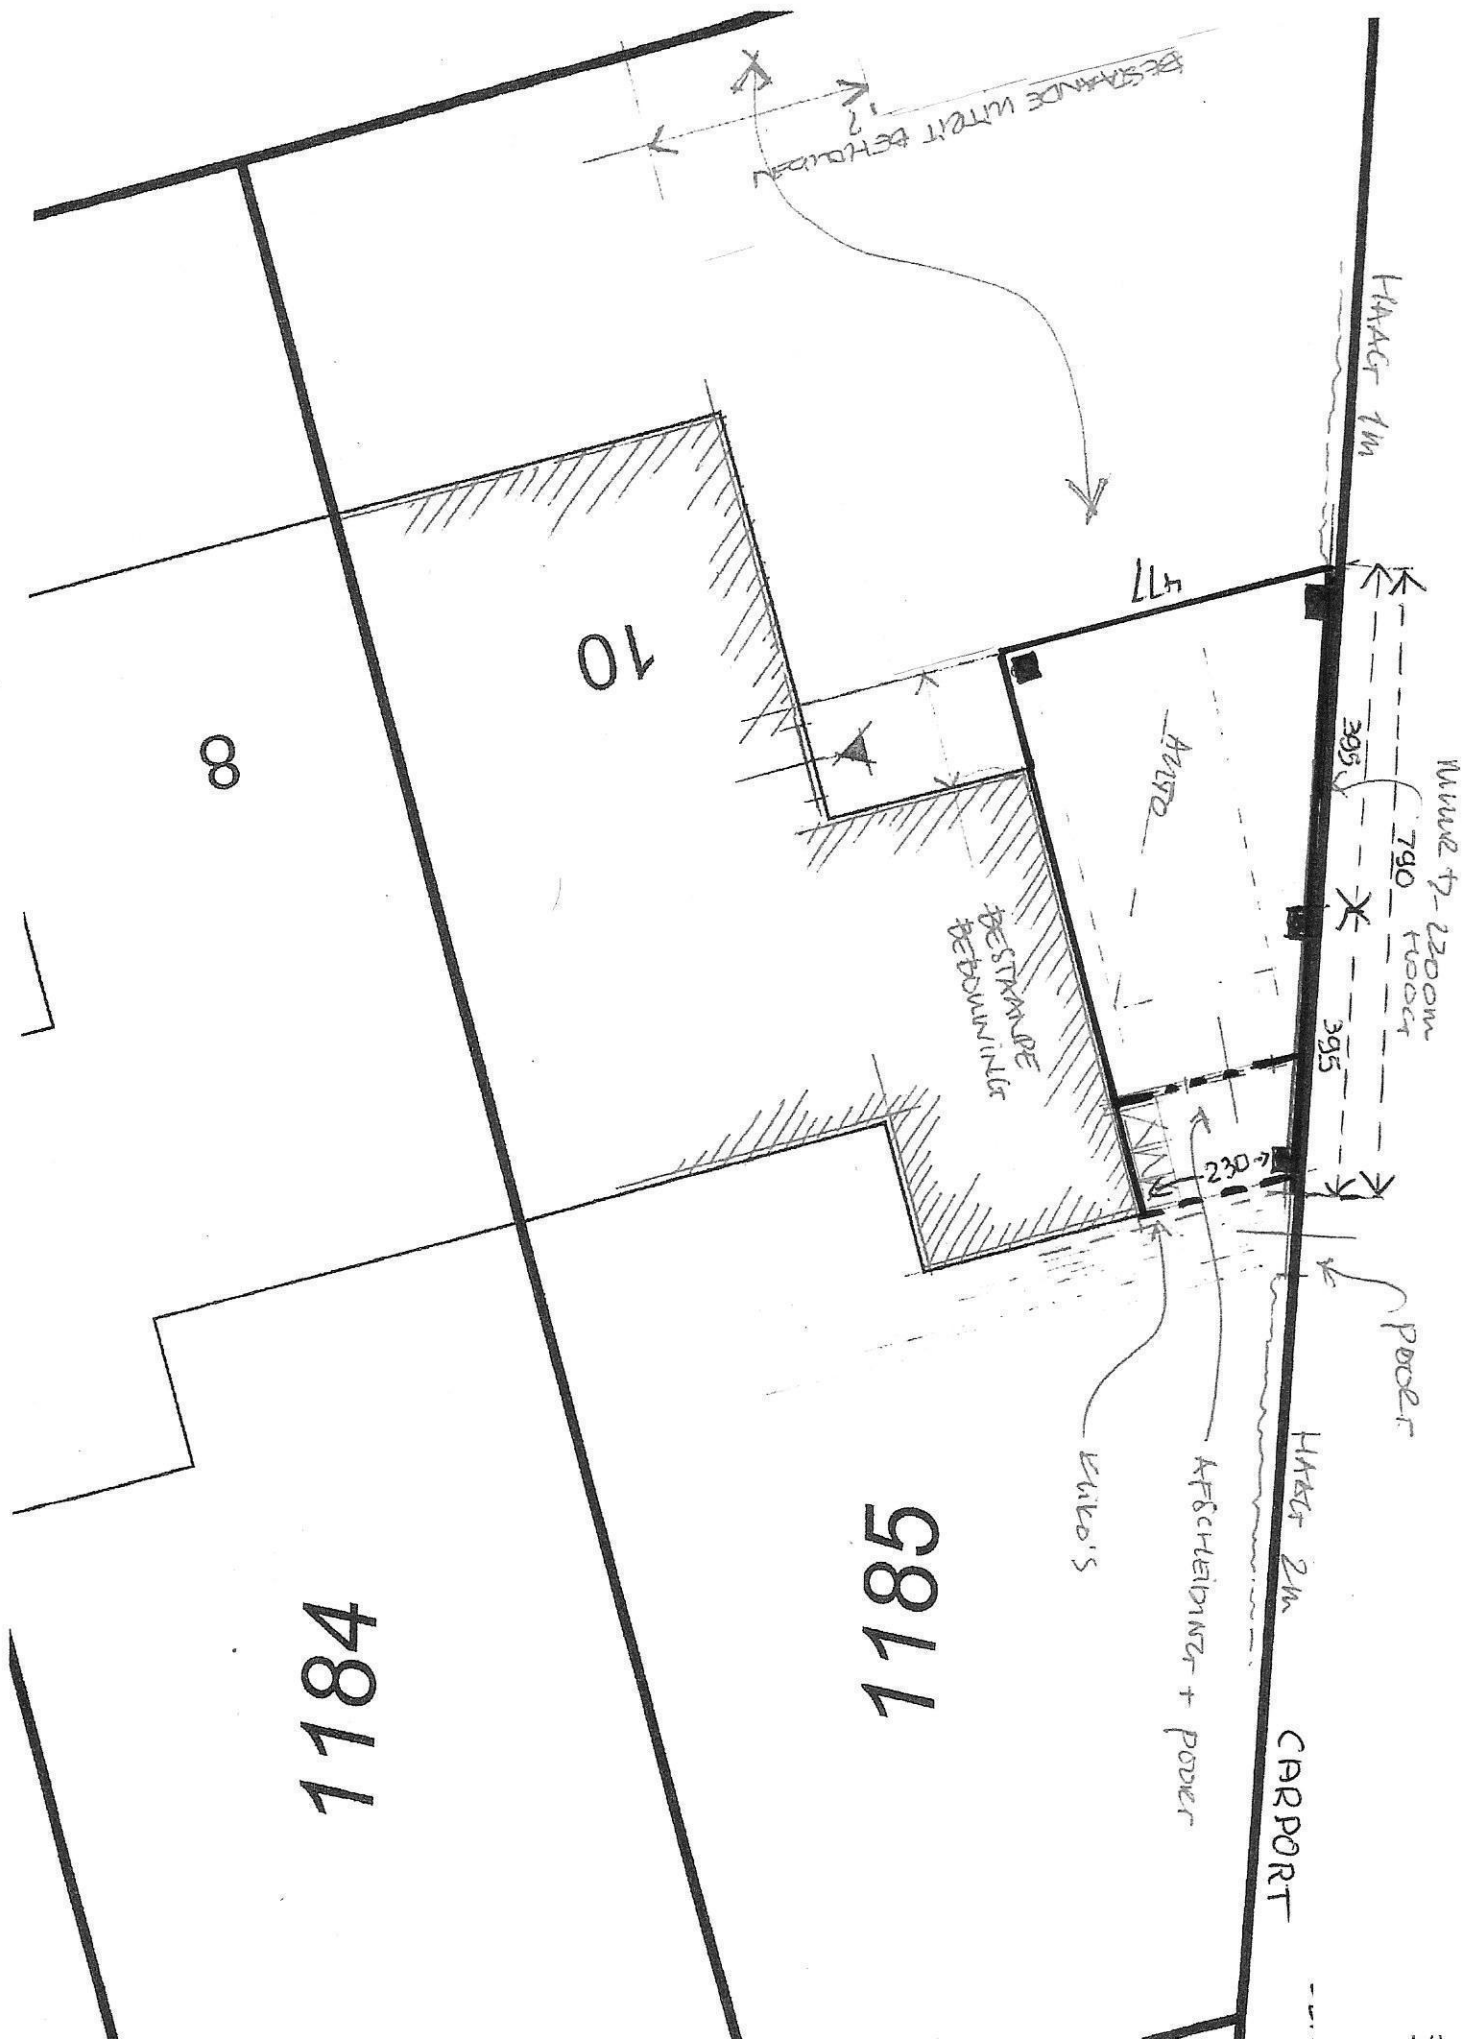 BESTAANDE UITRIT BEHOUDEN
?
HAAG 1m
MUUR +/- 2200m
HOOG
790
395
395
477
AUTO
10
8
BESTAANDE
BEBOUWING
230
POORT
HAAG 2m
AFSCHEIDING + POORT
KLIKO'S
CARPORT
1185
1184